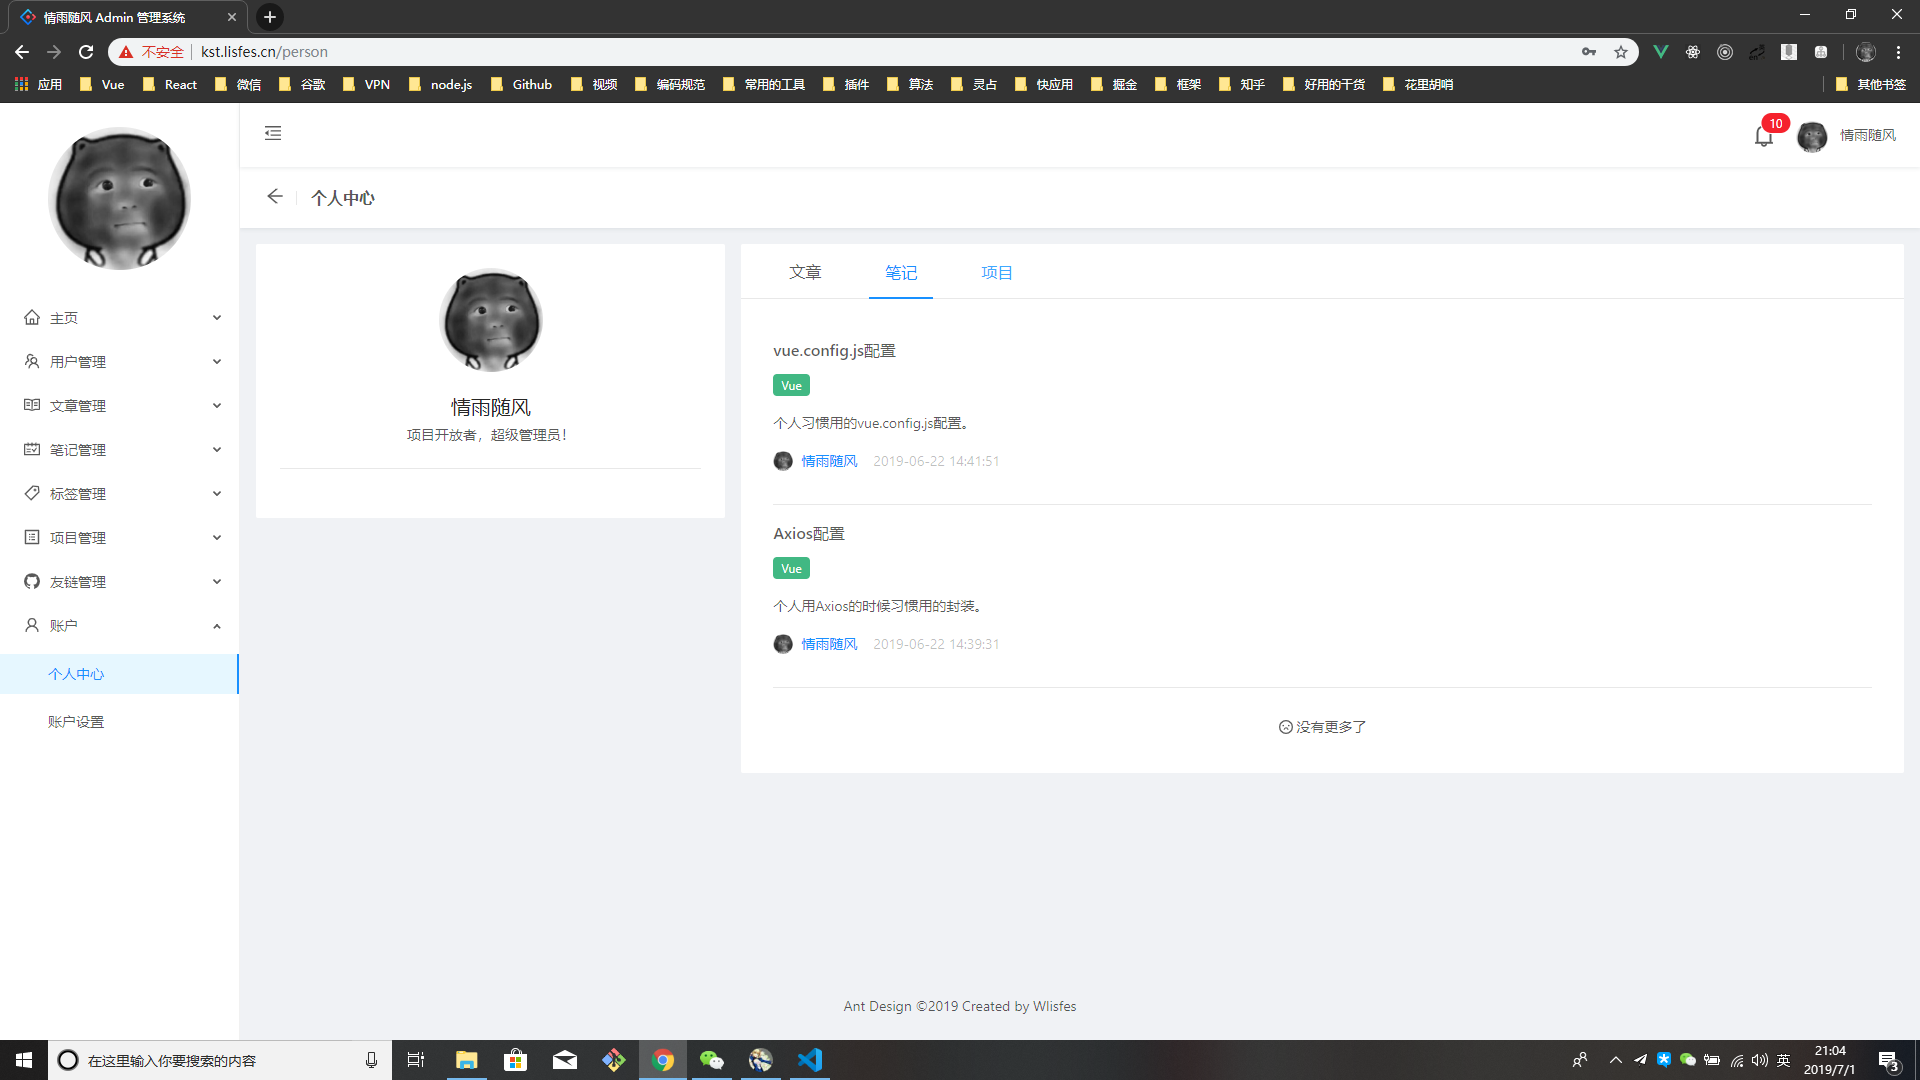 情雨随风 Admin 管理系统
不安全 kst.lisfes.cn/person
应用 Vue React 微信 谷歌 VPN node.js Github 视频 编码规范 常用的工具 插件 算法 灵占 快应用 掘金 框架 知乎 好用的干货 花里胡哨 其他书签
10 情雨随风
个人中心
主页
用户管理
文章管理
笔记管理
标签管理
项目管理
友链管理
账户
个人中心
账户设置
情雨随风
项目开放者，超级管理员！
文章 笔记 项目
vue.config.js配置
Vue
个人习惯用的vue.config.js配置。
情雨随风 2019-06-22 14:41:51
Axios配置
Vue
个人用Axios的时候习惯用的封装。
情雨随风 2019-06-22 14:39:31
没有更多了
Ant Design ©2019 Created by Wlisfes
在这里输入你要搜索的内容
英
21:04
2019/7/1
3